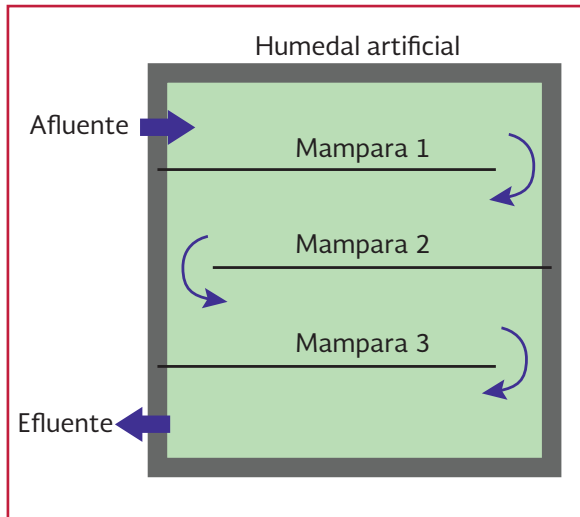 Humedal artificial
Afluente
Mampara 1
Mampara 2
Mampara 3
Efluente